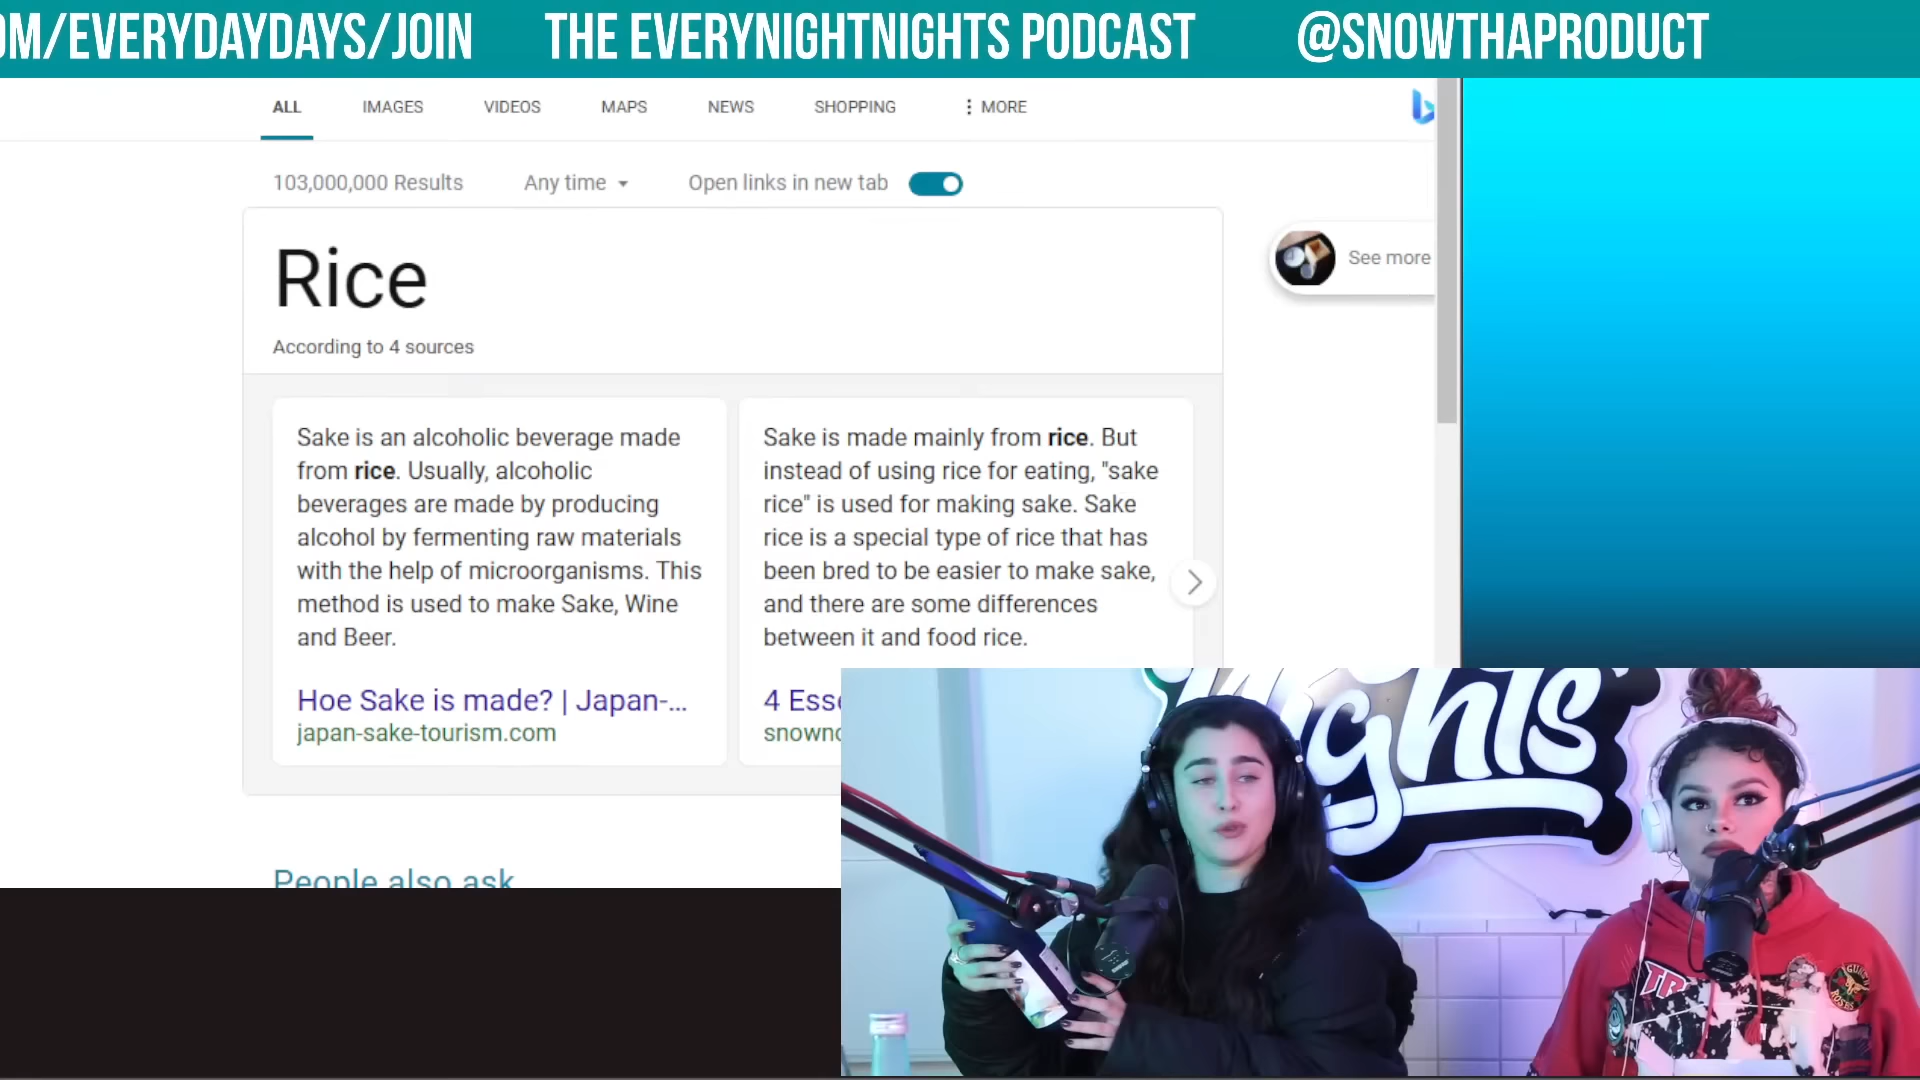 OM/EVERYDAYDAYS/JOIN THE EVERYNIGHTNIGHTS PODCAST @SNOWTHAPRODUCT
ALL IMAGES VIDEOS MAPS NEWS SHOPPING MORE
103,000,000 Results Any time Open links in new tab
Rice
See more
According to 4 sources
Sake is an alcoholic beverage made
from rice. Usually, alcoholic
beverages are made by producing
alcohol by fermenting raw materials
with the help of microorganisms. This
method is used to make Sake, Wine
and Beer.
Hoe Sake is made? | Japan-...
japan-sake-tourism.com
Sake is made mainly from rice. But
instead of using rice for eating, "sake
rice" is used for making sake. Sake
rice is a special type of rice that has
been bred to be easier to make sake,
and there are some differences
between it and food rice.
4 Esse
snowno
People also ask
Nights
TR